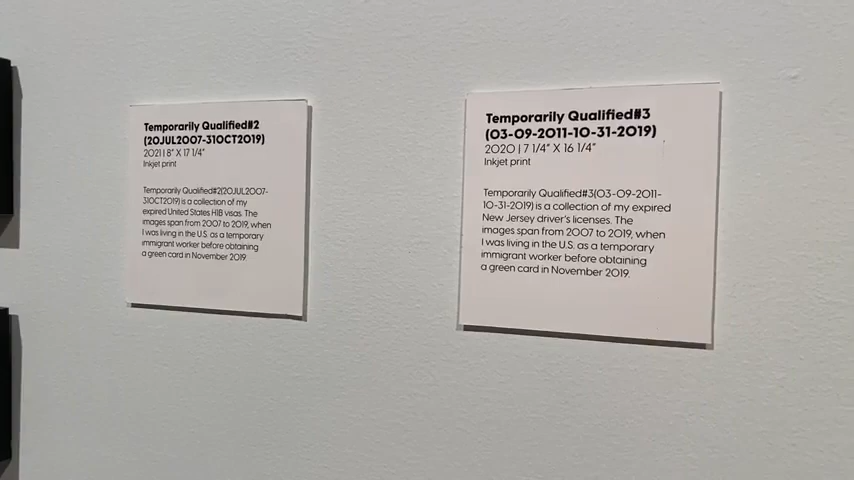 Temporarily Qualified#2
(20JUL2007-31OCT2019)
2021 | 8" X 17 1/4"
Inkjet print
Temporarily Qualified#2(20JUL2007-
31OCT2019) is a collection of my
expired United States H1B visas. The
images span from 2007 to 2019, when
I was living in the U.S. as a temporary
immigrant worker before obtaining
a green card in November 2019.
Temporarily Qualified#3
(03-09-2011-10-31-2019)
2020 | 7 1/4" X 16 1/4"
Inkjet print
Temporarily Qualified#3(03-09-2011-
10-31-2019) is a collection of my expired
New Jersey driver's licenses. The
images span from 2007 to 2019, when
I was living in the U.S. as a temporary
immigrant worker before obtaining
a green card in November 2019.